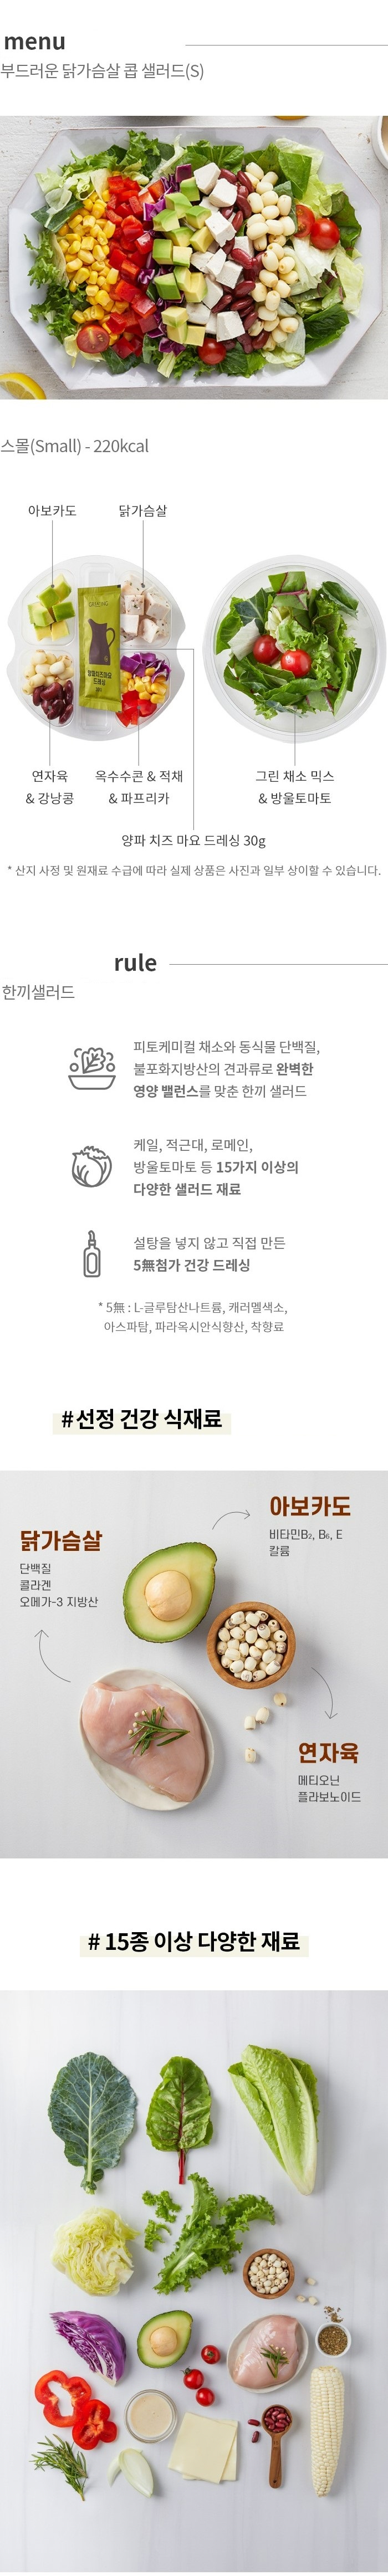 menu
부드러운 닭가슴살 콥 샐러드(S)
스몰(Small) - 220kcal
아보카도
닭가슴살
양파치즈마요
드레싱
연자육
& 강낭콩
옥수수콘 & 적채
& 파프리카
그린 채소 믹스
& 방울토마토
양파 치즈 마요 드레싱 30g
* 산지 사정 및 원재료 수급에 따라 실제 상품은 사진과 일부 상이할 수 있습니다.
rule
한끼샐러드
피토케미컬 채소와 동식물 단백질,
불포화지방산의 견과류로 완벽한
영양 밸런스를 맞춘 한끼 샐러드
케일, 적근대, 로메인,
방울토마토 등 15가지 이상의
다양한 샐러드 재료
설탕을 넣지 않고 직접 만든
5無첨가 건강 드레싱
* 5無 : L-글루탐산나트륨, 캐러멜색소,
아스파탐, 파라옥시안식향산, 착향료
#선정 건강 식재료
아보카도
비타민B₂, B₆, E
칼륨
닭가슴살
단백질
콜라겐
오메가-3 지방산
연자육
메티오닌
플라보노이드
# 15종 이상 다양한 재료